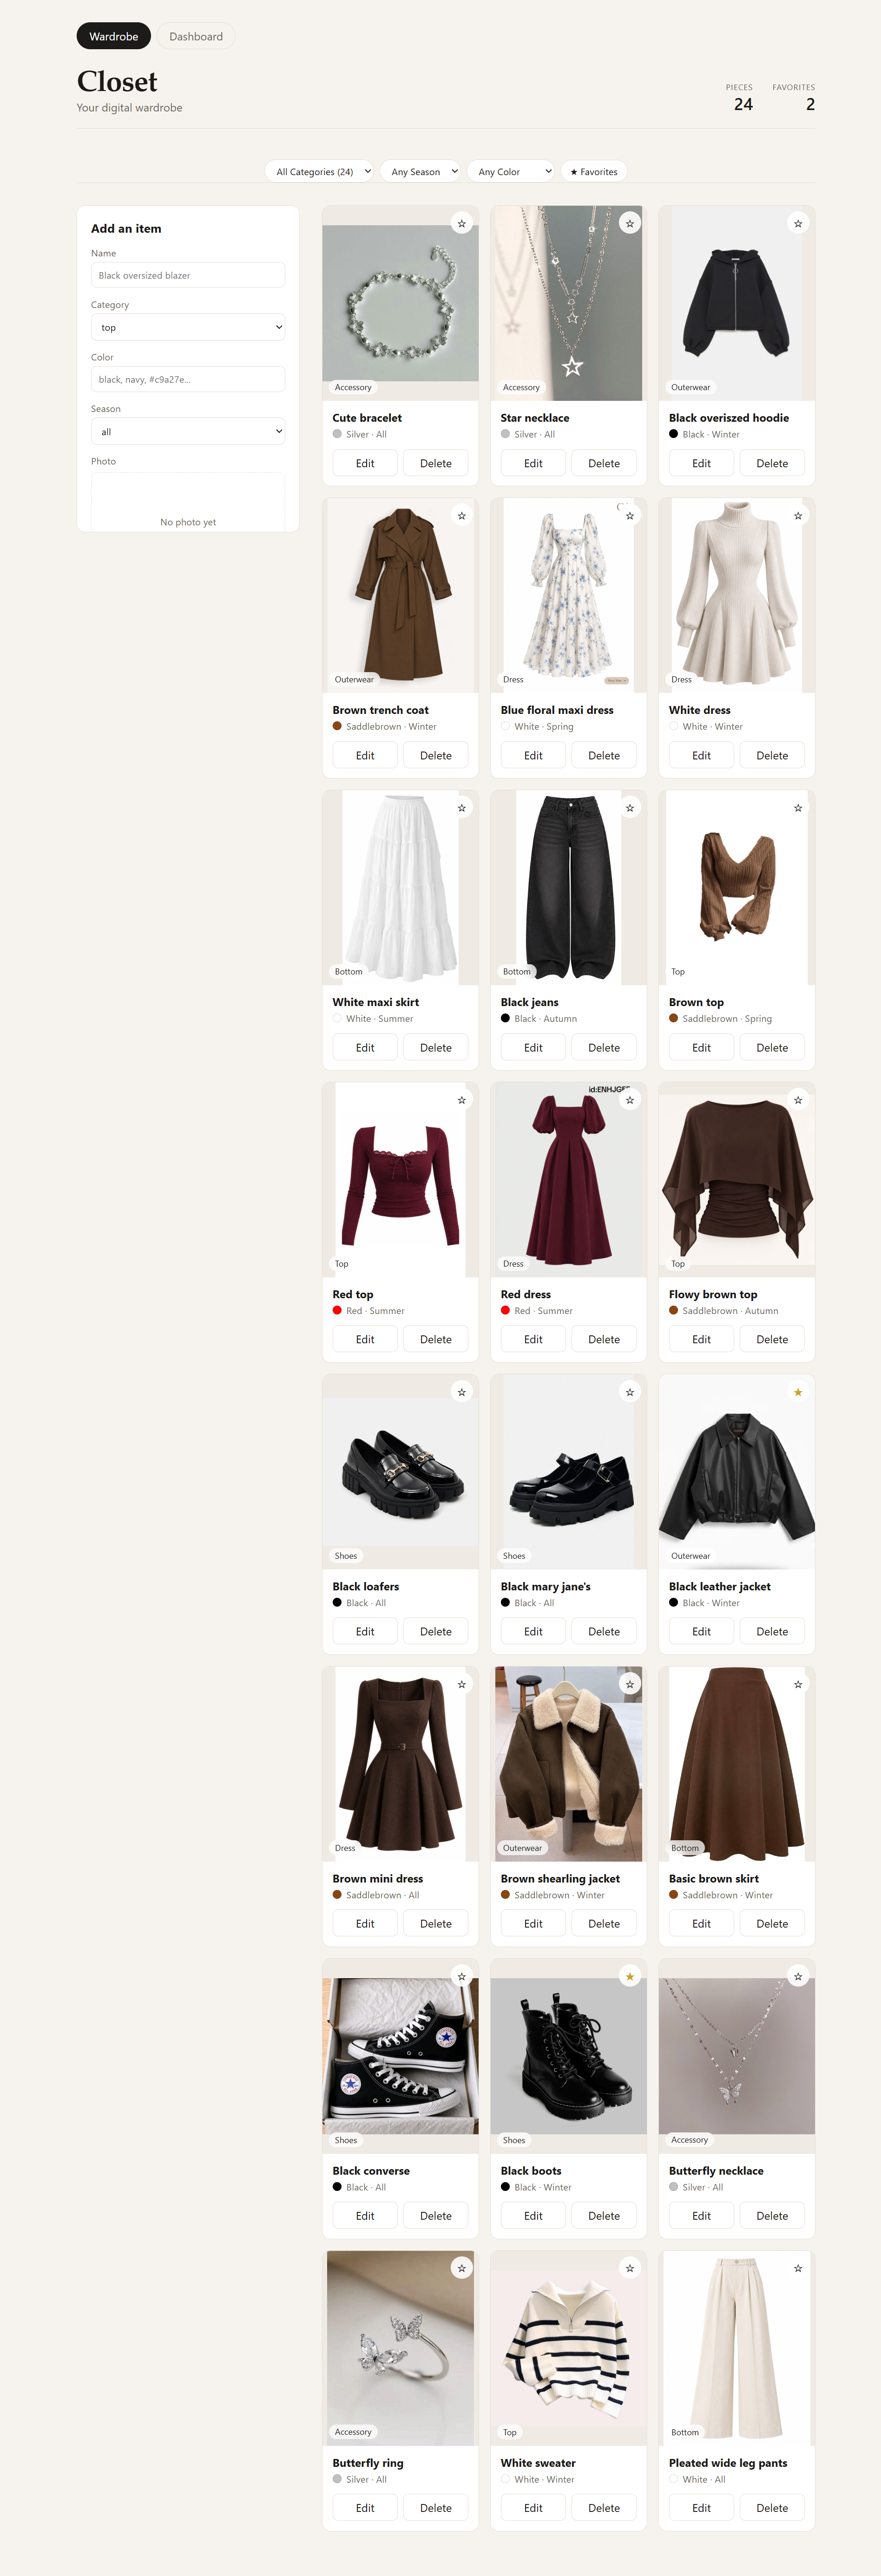 Wardrobe
Dashboard
Closet
Your digital wardrobe
PIECES
24
FAVORITES
2
All Categories (24)
Any Season
Any Color
★ Favorites
Add an item
Name
Black oversized blazer
Category
top
Color
black, navy, #c9a27e...
Season
all
Photo
No photo yet
Accessory
Cute bracelet
Silver · All
Edit
Delete
Accessory
Star necklace
Silver · All
Edit
Delete
Outerwear
Black overiszed hoodie
Black · Winter
Edit
Delete
Outerwear
Brown trench coat
Saddlebrown · Winter
Edit
Delete
Dress
Blue floral maxi dress
White · Spring
Edit
Delete
Dress
White dress
White · Winter
Edit
Delete
Bottom
White maxi skirt
White · Summer
Edit
Delete
Bottom
Black jeans
Black · Autumn
Edit
Delete
Top
Brown top
Saddlebrown · Spring
Edit
Delete
Top
Red top
Red · Summer
Edit
Delete
Dress
Red dress
Red · Summer
Edit
Delete
Top
Flowy brown top
Saddlebrown · Autumn
Edit
Delete
Shoes
Black loafers
Black · All
Edit
Delete
Shoes
Black mary jane's
Black · All
Edit
Delete
Outerwear
Black leather jacket
Black · Winter
Edit
Delete
Dress
Brown mini dress
Saddlebrown · All
Edit
Delete
Outerwear
Brown shearling jacket
Saddlebrown · Winter
Edit
Delete
Bottom
Basic brown skirt
Saddlebrown · Winter
Edit
Delete
Shoes
Black converse
Black · All
Edit
Delete
Shoes
Black boots
Black · Winter
Edit
Delete
Accessory
Butterfly necklace
Silver · All
Edit
Delete
Accessory
Butterfly ring
Silver · All
Edit
Delete
Top
White sweater
White · Winter
Edit
Delete
Bottom
Pleated wide leg pants
White · All
Edit
Delete